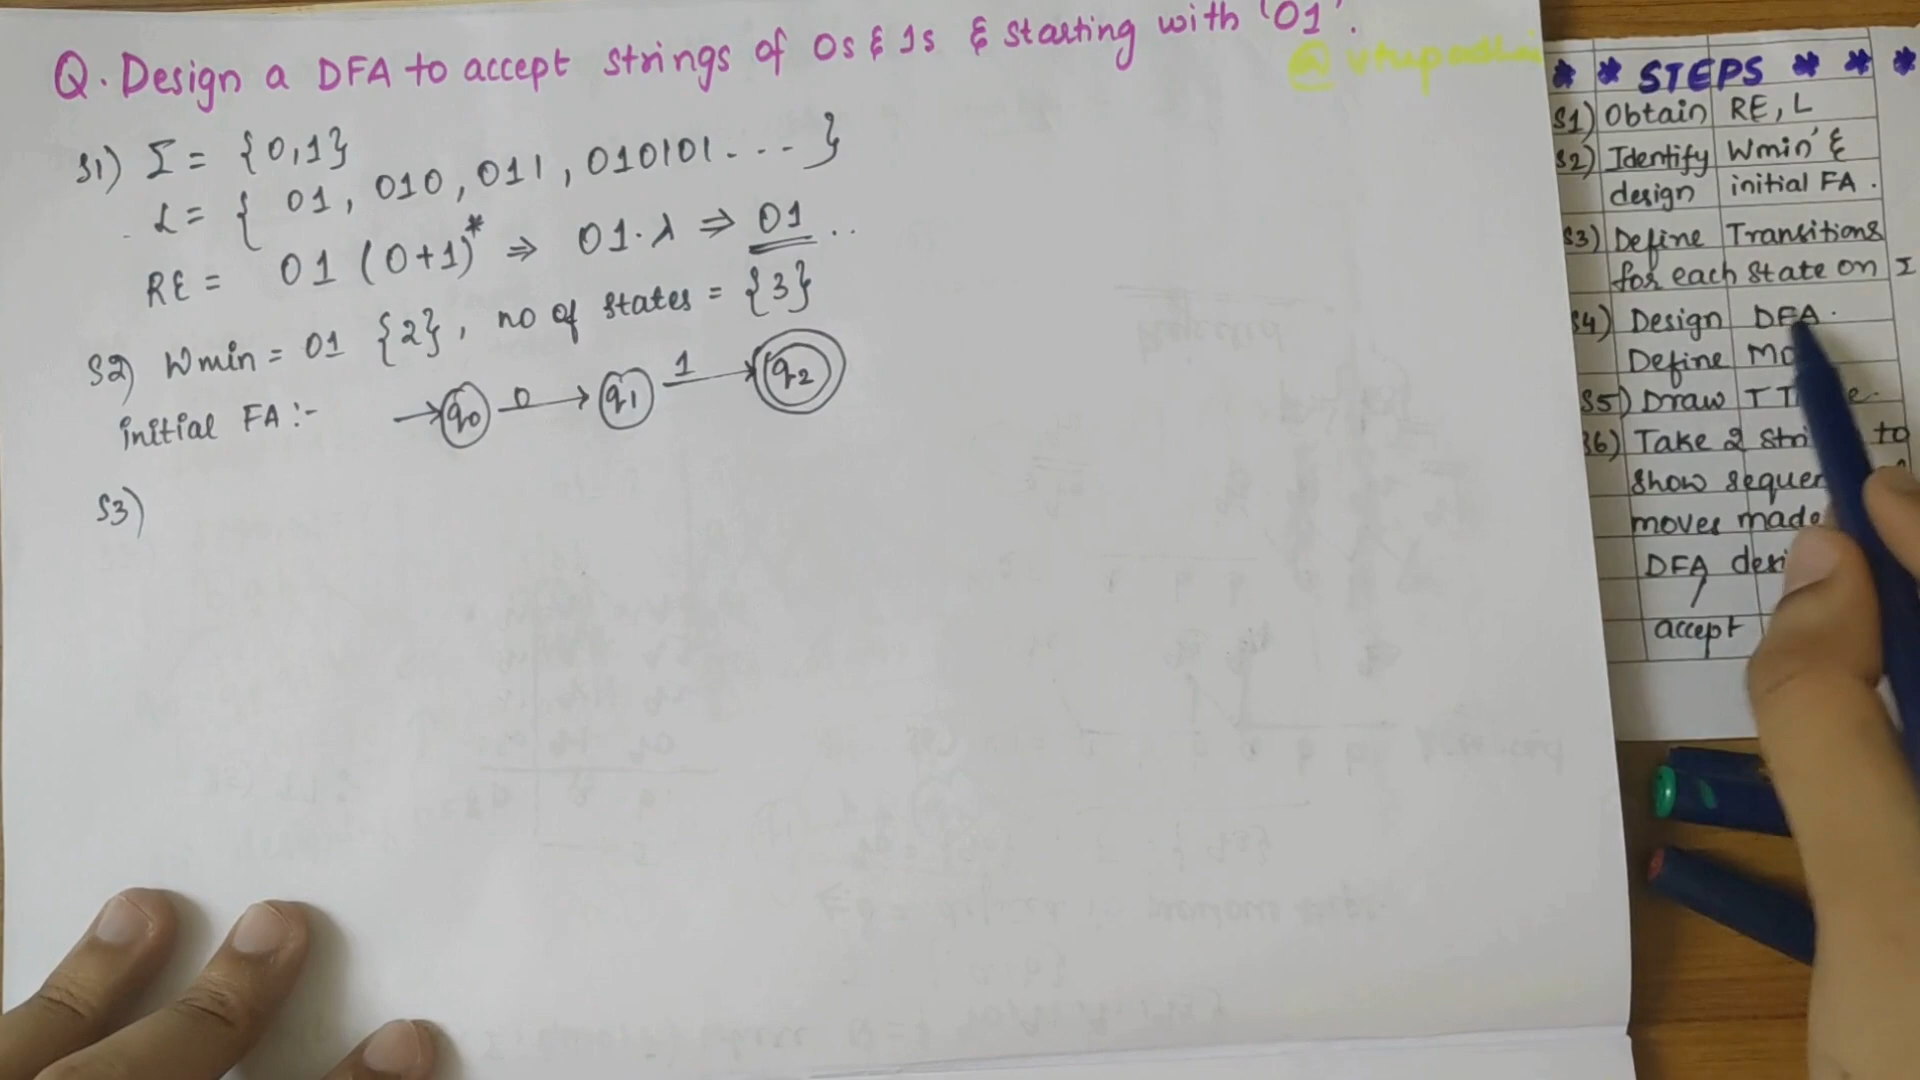 Q. Design a DFA to accept strings of 0s & 1s & starting with '01'.
S1) Σ = {0,1}
L = { 01, 010, 011, 010101 - - - }
RE = 01 (0+1)* ⇒ 01·λ ⇒ 01 ..
S2) Wmin = 01 {2}, no of states = {3}
initial FA :- q0 0 q1 1 q2
S3)
* * STEPS * * *
S1) Obtain RE, L
S2) Identify Wmin' &
design initial FA.
S3) Define Transitions
for each state on Σ
S4) Design DFA.
Define
S5) Draw
S6) Take 2 to
show
moves made
DFA
accept